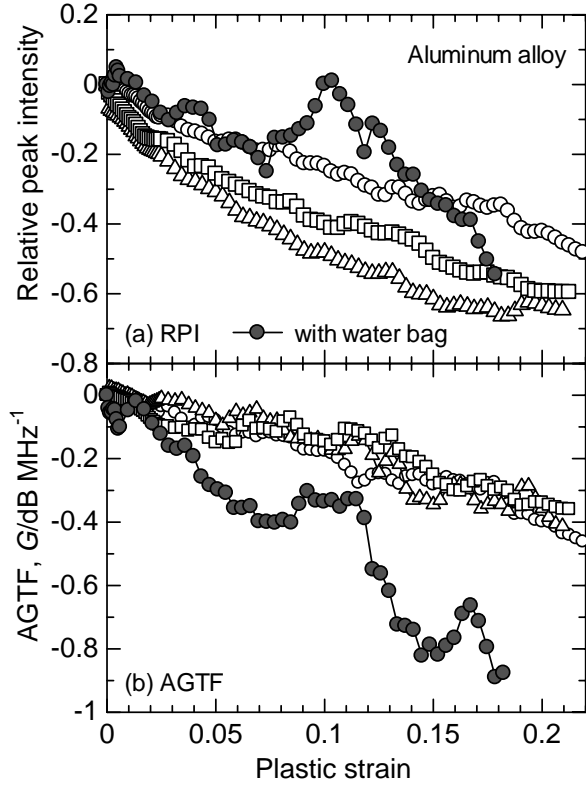 Aluminum alloy
Relative peak intensity
0
-0.2
-0.4
-0.6
-0.8
(a) RPI
with water bag
AGTF, G/dB MHz⁻¹
0
-0.2
-0.4
-0.6
-0.8
-1
(b) AGTF
0 0.05 0.1 0.15 0.2
Plastic strain